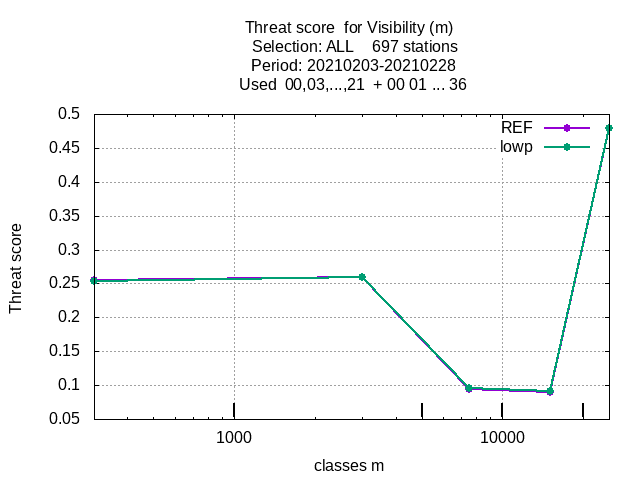 Threat score  for Visibility (m)
Selection: ALL    697 stations
Period: 20210203-20210228
Used  00,03,...,21  + 00 01 ... 36
0.5
0.45
0.4
0.35
0.3
0.25
0.2
0.15
0.1
0.05
Threat score
REF
lowp
1000
10000
classes m